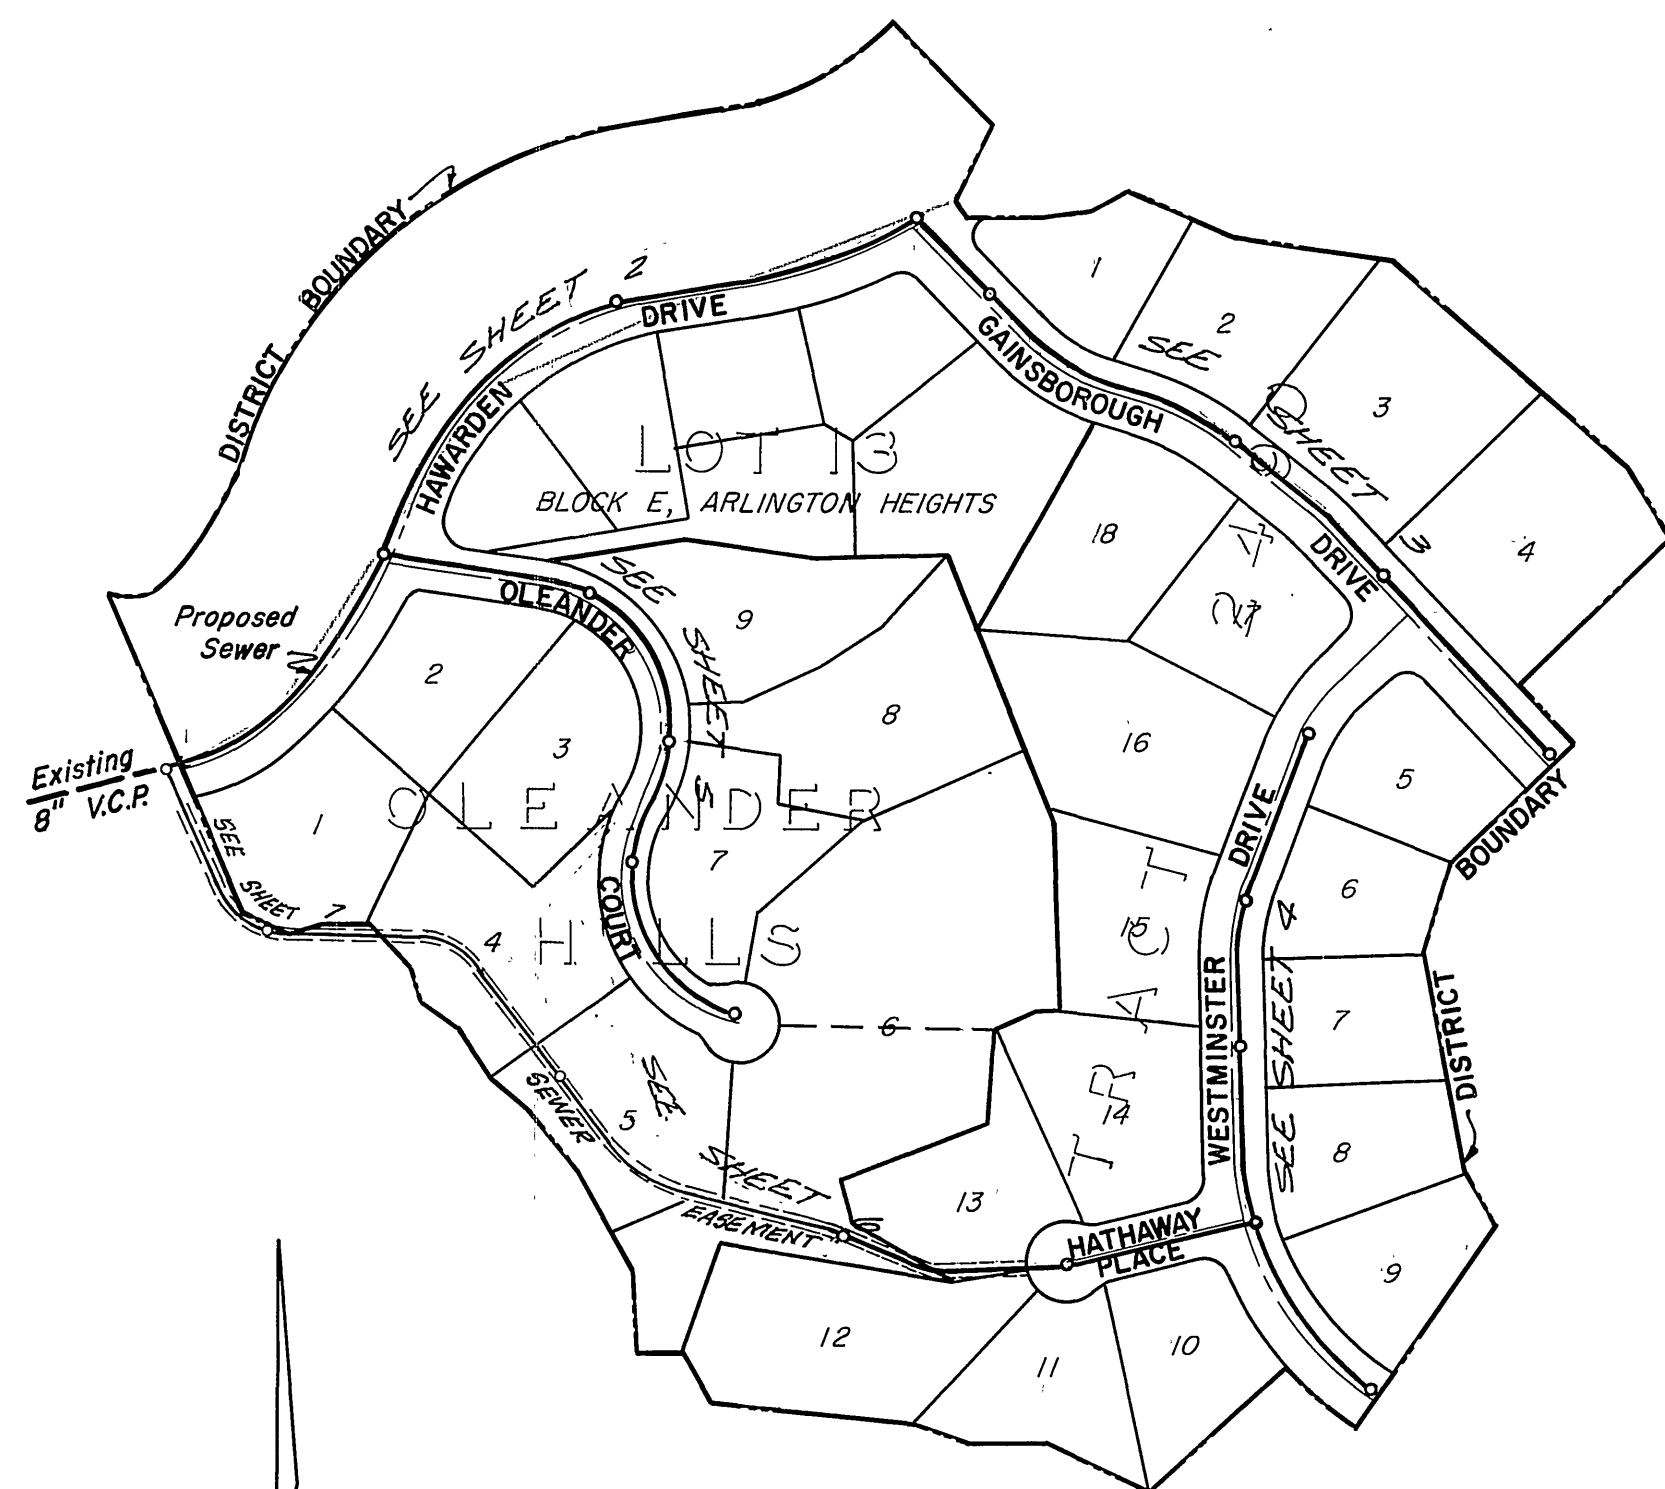 DISTRICT BOUNDARY
SEE SHEET 2
HAWARDEN DRIVE
GAINSBOROUGH DRIVE
SEE SHEET 3
1
2
3
4
LOT 13
BLOCK E, ARLINGTON HEIGHTS
18
16
15
14
13
TRACT
Proposed
Sewer
OLEANDER COURT
SEE SHEET 5
9
8
7
6
2
3
1
4
5
OLEANDER
HILLS
Existing
8" V.C.P.
SEE SHEET 7
SEWER EASEMENT
SEE SHEET 6
WESTMINSTER DRIVE
SEE SHEET 4
5
6
7
8
9
DISTRICT BOUNDARY
HATHAWAY
PLACE
12
11
10